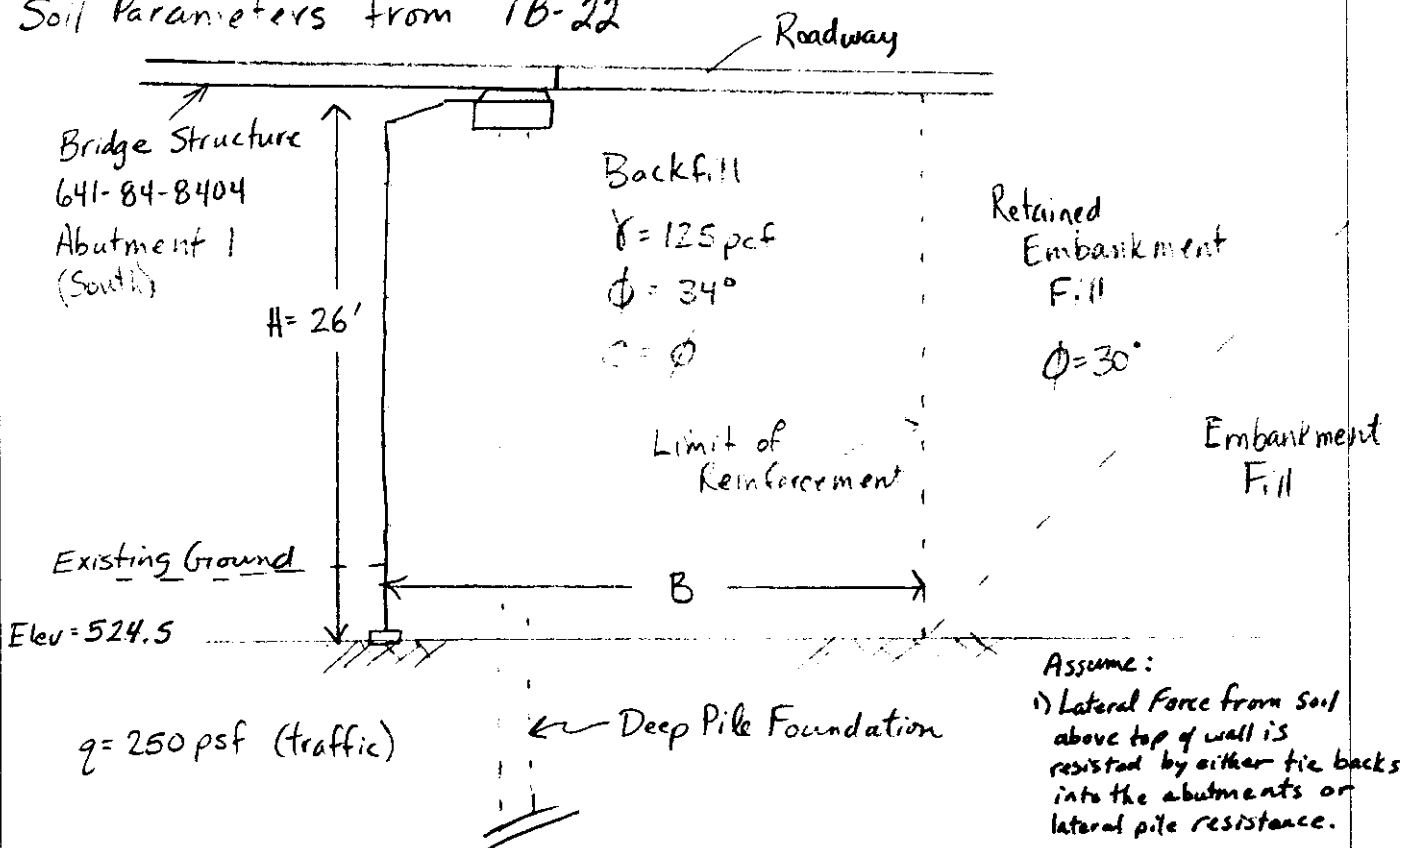 Soil Parameters from TB-22
Roadway
Bridge Structure
641-84-8404
Abutment 1
(South)
H= 26'
Backfill
γ = 125 pcf
ϕ = 34°
c = ∅
Retained
Embankment
Fill
ϕ = 30°
Limit of
Reinforcement
Embankment
Fill
Existing Ground
B
Elev = 524.5
q = 250 psf (traffic)
Deep Pile Foundation
Assume:
1) Lateral Force from Soil
above top of wall is
resisted by either tie backs
into the abutments or
lateral pile resistance.